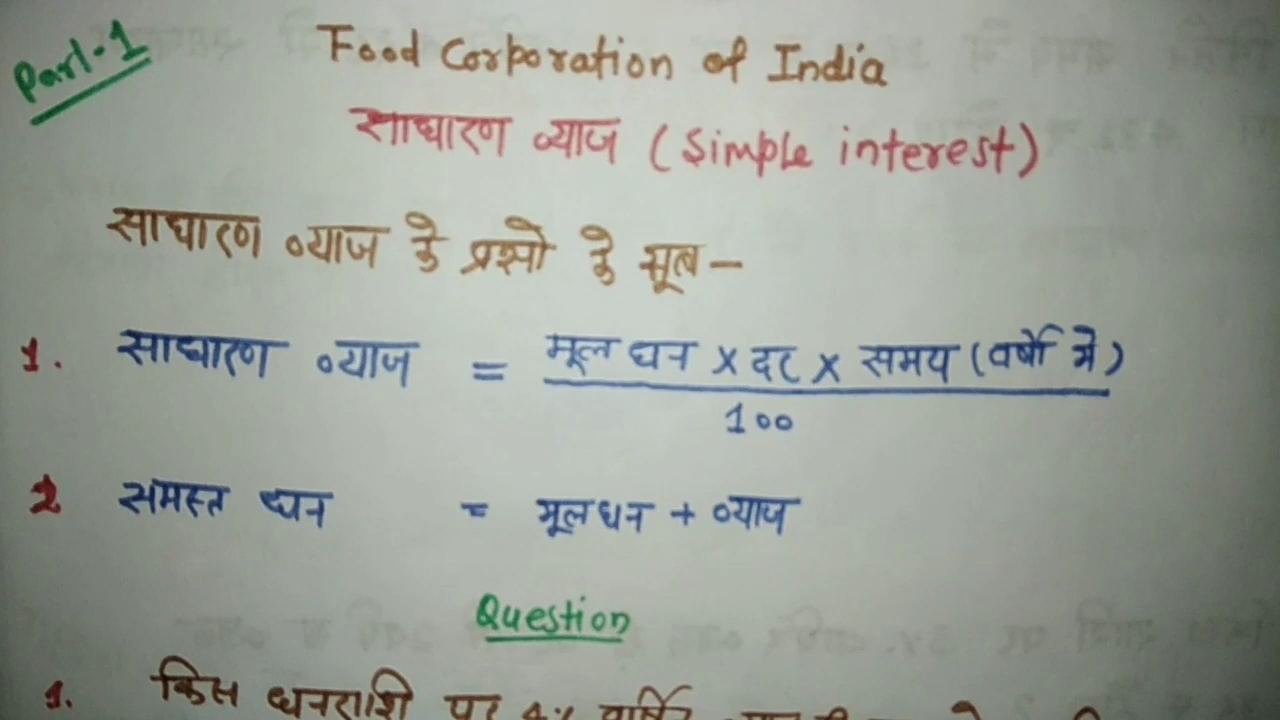 Part-1
Food Corporation of India
साधारण ब्याज (Simple interest)
साधारण ब्याज के प्रश्नो के सूत्र -
1. साधारण ब्याज = मूलधन x दर x समय (वर्षो मे)
100
2 समस्त धन = मूलधन + ब्याज
Question
1. किस धनराशि पर 4% वार्षिक